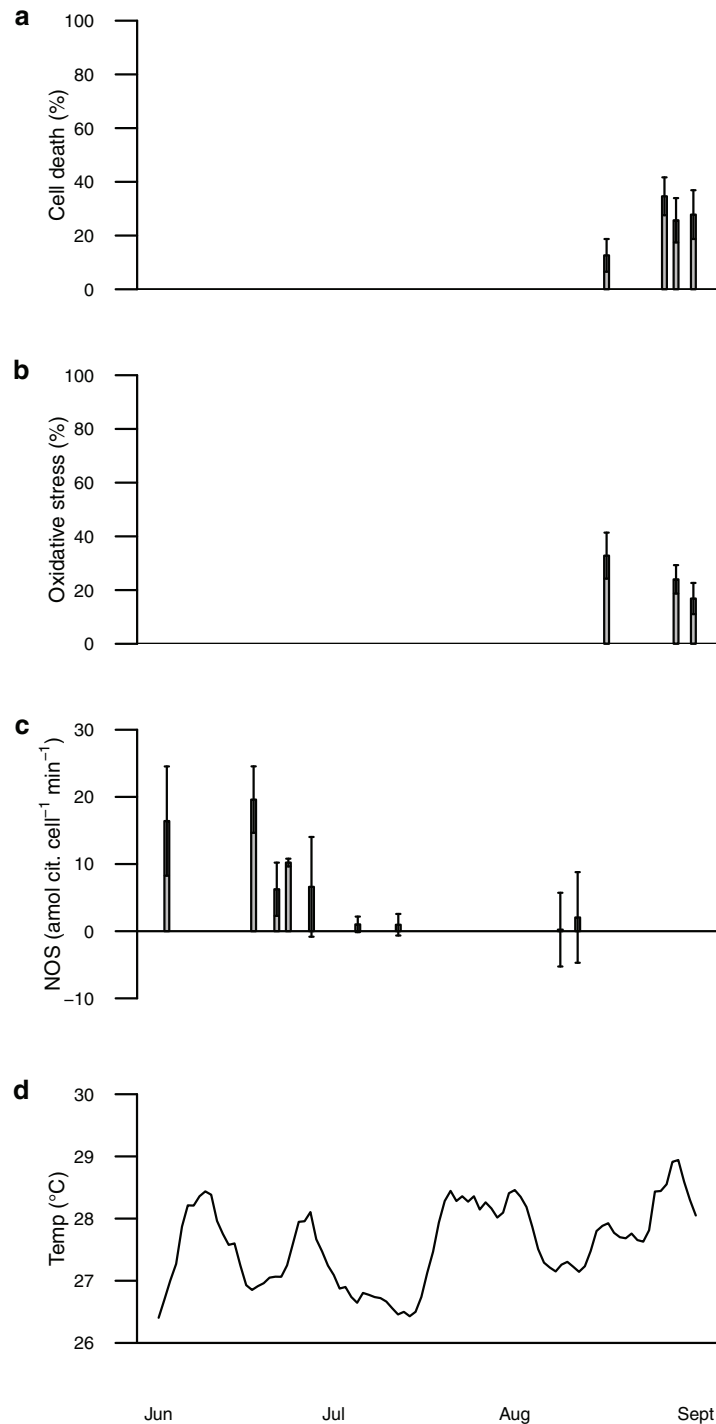 a
100
80
60
40
20
0
Cell death (%)
b
100
80
60
40
20
0
Oxidative stress (%)
c
30
20
10
0
−10
NOS (amol cit. cell⁻¹ min⁻¹)
d
30
29
28
27
26
Temp (°C)
Jun Jul Aug Sept